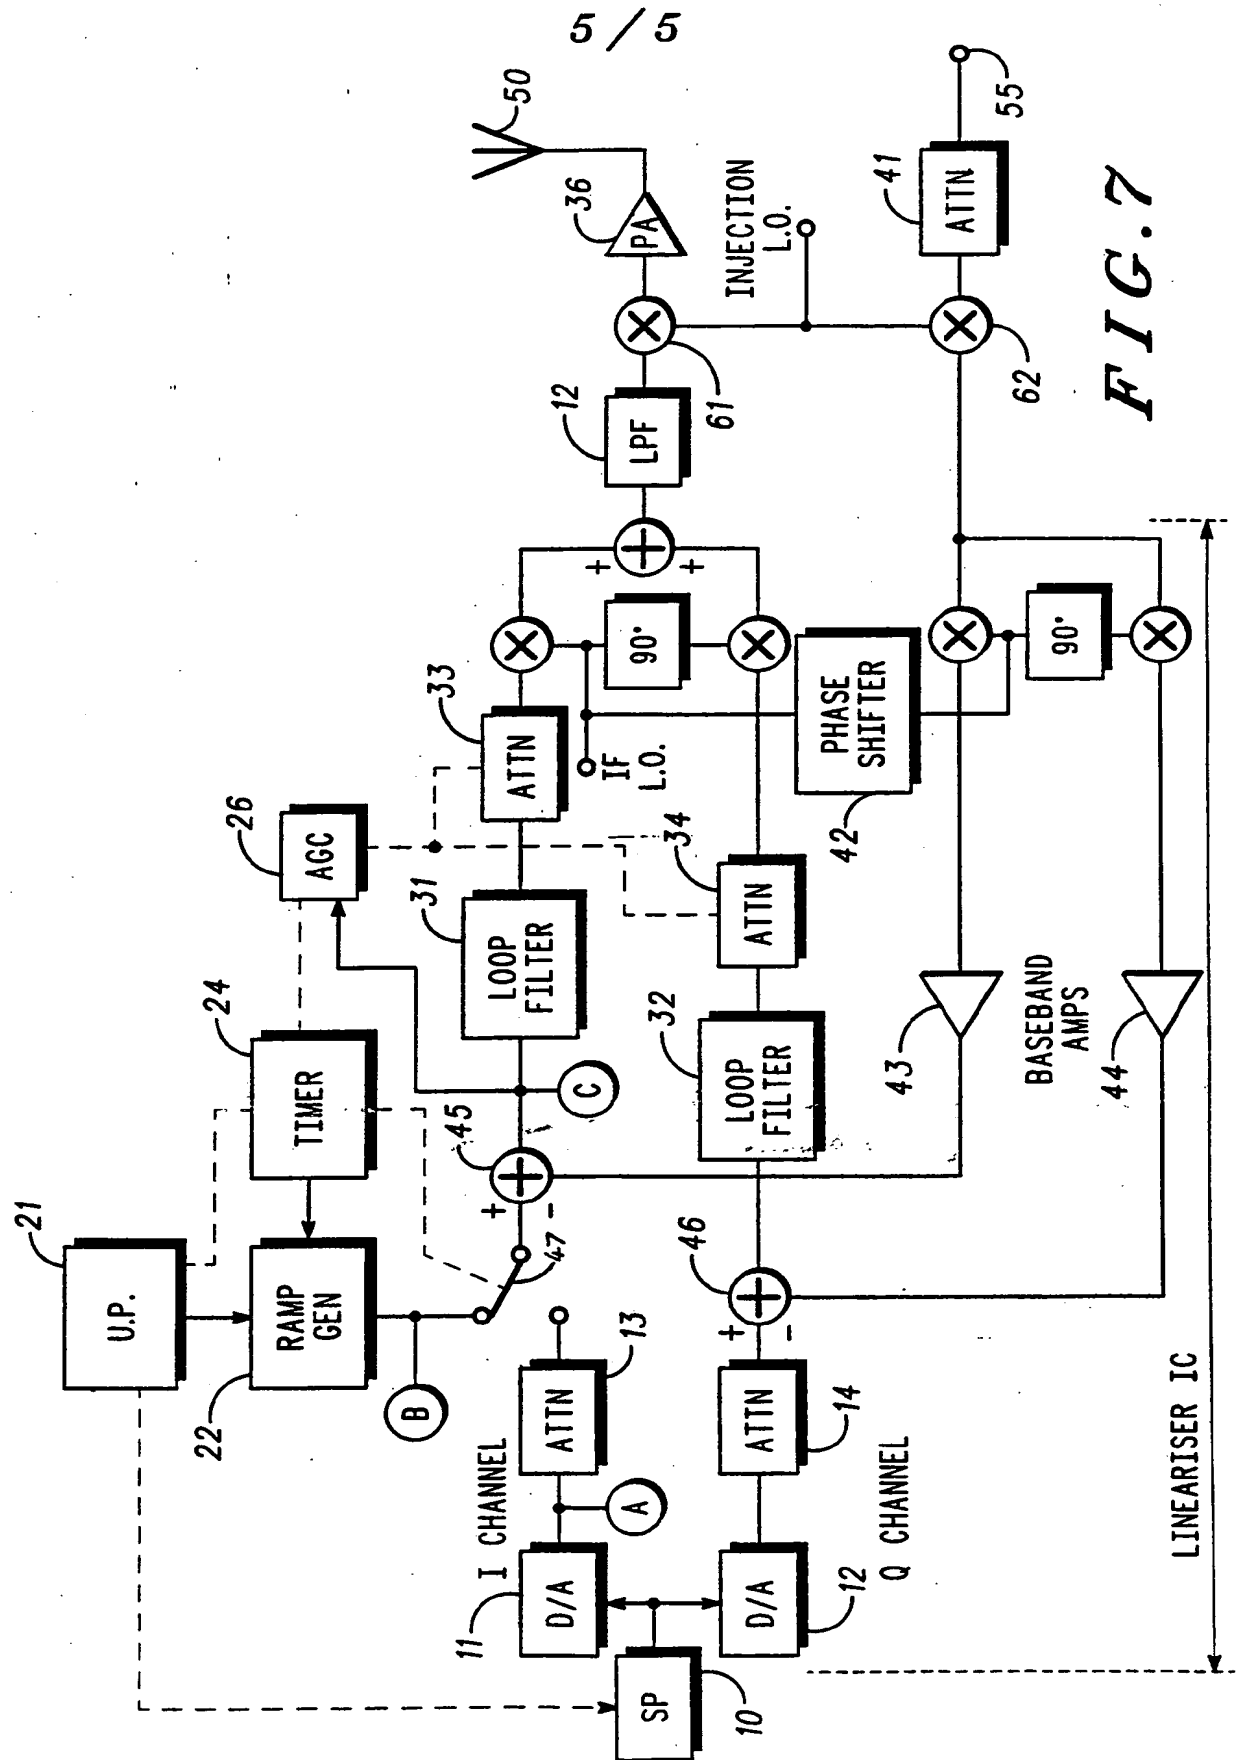 5 / 5
21
U.P.
22
RAMP
GEN
24
TIMER
26
AGC
B
47
I CHANNEL
11
D/A
A
ATTN
13
+
-
45
C
31
LOOP
FILTER
33
ATTN
IF
L.O.
90°
+
+
12
LPF
61
36
PA
50
INJECTION
L.O.
10
SP
12
D/A
Q CHANNEL
ATTN
14
+
-
46
32
LOOP
FILTER
34
ATTN
42
PHASE
SHIFTER
43
BASEBAND
AMPS
44
90°
62
41
ATTN
55
LINEARISER IC
FIG.7